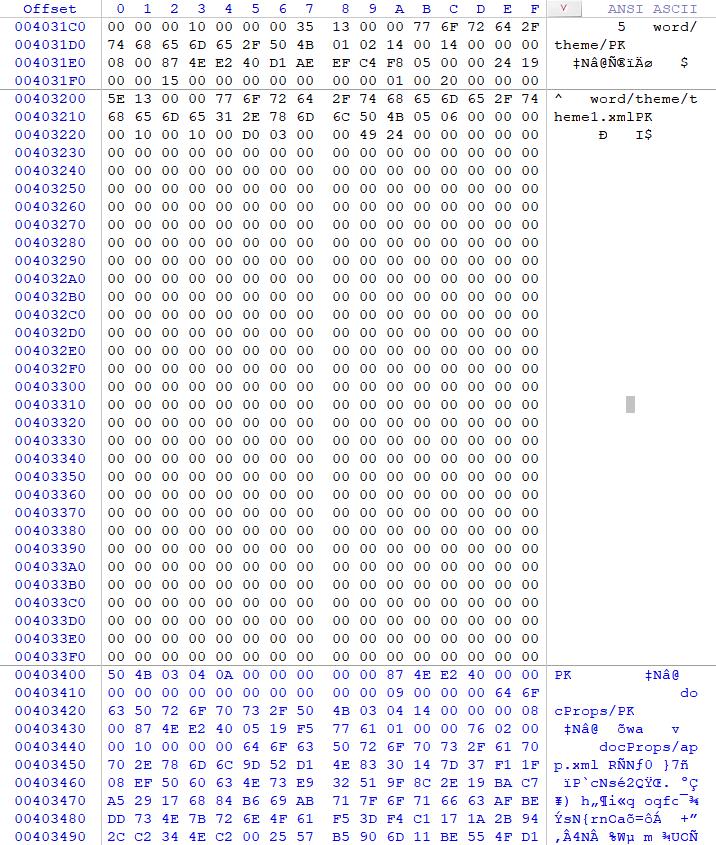 Offset 0 1 2 3 4 5 6 7 8 9 A B C D E F ANSI ASCII
004031C0 00 00 00 10 00 00 00 35 13 00 00 77 6F 72 64 2F 5 word/
004031D0 74 68 65 6D 65 2F 50 4B 01 02 14 00 14 00 00 00 theme/PK
004031E0 08 00 87 4E E2 40 D1 AE EF C4 F8 05 00 00 24 19 ‡Nâ@Ñ®ïÄø $
004031F0 00 00 15 00 00 00 00 00 00 00 01 00 20 00 00 00
00403200 5E 13 00 00 77 6F 72 64 2F 74 68 65 6D 65 2F 74 ^ word/theme/t
00403210 68 65 6D 65 31 2E 78 6D 6C 50 4B 05 06 00 00 00 heme1.xmlPK
00403220 00 10 00 10 00 D0 03 00 00 49 24 00 00 00 00 00 Ð I$
00403230 00 00 00 00 00 00 00 00 00 00 00 00 00 00 00 00
00403240 00 00 00 00 00 00 00 00 00 00 00 00 00 00 00 00
00403250 00 00 00 00 00 00 00 00 00 00 00 00 00 00 00 00
00403260 00 00 00 00 00 00 00 00 00 00 00 00 00 00 00 00
00403270 00 00 00 00 00 00 00 00 00 00 00 00 00 00 00 00
00403280 00 00 00 00 00 00 00 00 00 00 00 00 00 00 00 00
00403290 00 00 00 00 00 00 00 00 00 00 00 00 00 00 00 00
004032A0 00 00 00 00 00 00 00 00 00 00 00 00 00 00 00 00
004032B0 00 00 00 00 00 00 00 00 00 00 00 00 00 00 00 00
004032C0 00 00 00 00 00 00 00 00 00 00 00 00 00 00 00 00
004032D0 00 00 00 00 00 00 00 00 00 00 00 00 00 00 00 00
004032E0 00 00 00 00 00 00 00 00 00 00 00 00 00 00 00 00
004032F0 00 00 00 00 00 00 00 00 00 00 00 00 00 00 00 00
00403300 00 00 00 00 00 00 00 00 00 00 00 00 00 00 00 00
00403310 00 00 00 00 00 00 00 00 00 00 00 00 00 00 00 00
00403320 00 00 00 00 00 00 00 00 00 00 00 00 00 00 00 00
00403330 00 00 00 00 00 00 00 00 00 00 00 00 00 00 00 00
00403340 00 00 00 00 00 00 00 00 00 00 00 00 00 00 00 00
00403350 00 00 00 00 00 00 00 00 00 00 00 00 00 00 00 00
00403360 00 00 00 00 00 00 00 00 00 00 00 00 00 00 00 00
00403370 00 00 00 00 00 00 00 00 00 00 00 00 00 00 00 00
00403380 00 00 00 00 00 00 00 00 00 00 00 00 00 00 00 00
00403390 00 00 00 00 00 00 00 00 00 00 00 00 00 00 00 00
004033A0 00 00 00 00 00 00 00 00 00 00 00 00 00 00 00 00
004033B0 00 00 00 00 00 00 00 00 00 00 00 00 00 00 00 00
004033C0 00 00 00 00 00 00 00 00 00 00 00 00 00 00 00 00
004033D0 00 00 00 00 00 00 00 00 00 00 00 00 00 00 00 00
004033E0 00 00 00 00 00 00 00 00 00 00 00 00 00 00 00 00
004033F0 00 00 00 00 00 00 00 00 00 00 00 00 00 00 00 00
00403400 50 4B 03 04 0A 00 00 00 00 00 87 4E E2 40 00 00 PK ‡Nâ@
00403410 00 00 00 00 00 00 00 00 00 00 09 00 00 00 64 6F do
00403420 63 50 72 6F 70 73 2F 50 4B 03 04 14 00 00 00 08 cProps/PK
00403430 00 87 4E E2 40 05 19 F5 77 61 01 00 00 76 02 00 ‡Nâ@ õwa v
00403440 00 10 00 00 00 64 6F 63 50 72 6F 70 73 2F 61 70 docProps/ap
00403450 70 2E 78 6D 6C 9D 52 D1 4E 83 30 14 7D 37 F1 1F p.xml RÑNƒ0 }7ñ
00403460 08 EF 50 60 63 4E 73 E9 32 51 9F 8C 2E 19 BA C7 ïP`cNsé2QŸŒ. ºÇ
00403470 A5 29 17 68 84 B6 69 AB 71 7F 6F 71 66 63 AF BE ¥) h„¶i«q oqfc¯¾
00403480 DD 73 4E 7B 72 6E 4F 61 F5 3D F4 C1 17 1A 2B 94 ÝsN{rnOaõ=ôÁ +”
00403490 2C C2 34 4E C2 00 25 57 B5 90 6D 11 BE 55 4F D1 ,Â4NÂ %Wµ m ¾UOÑ